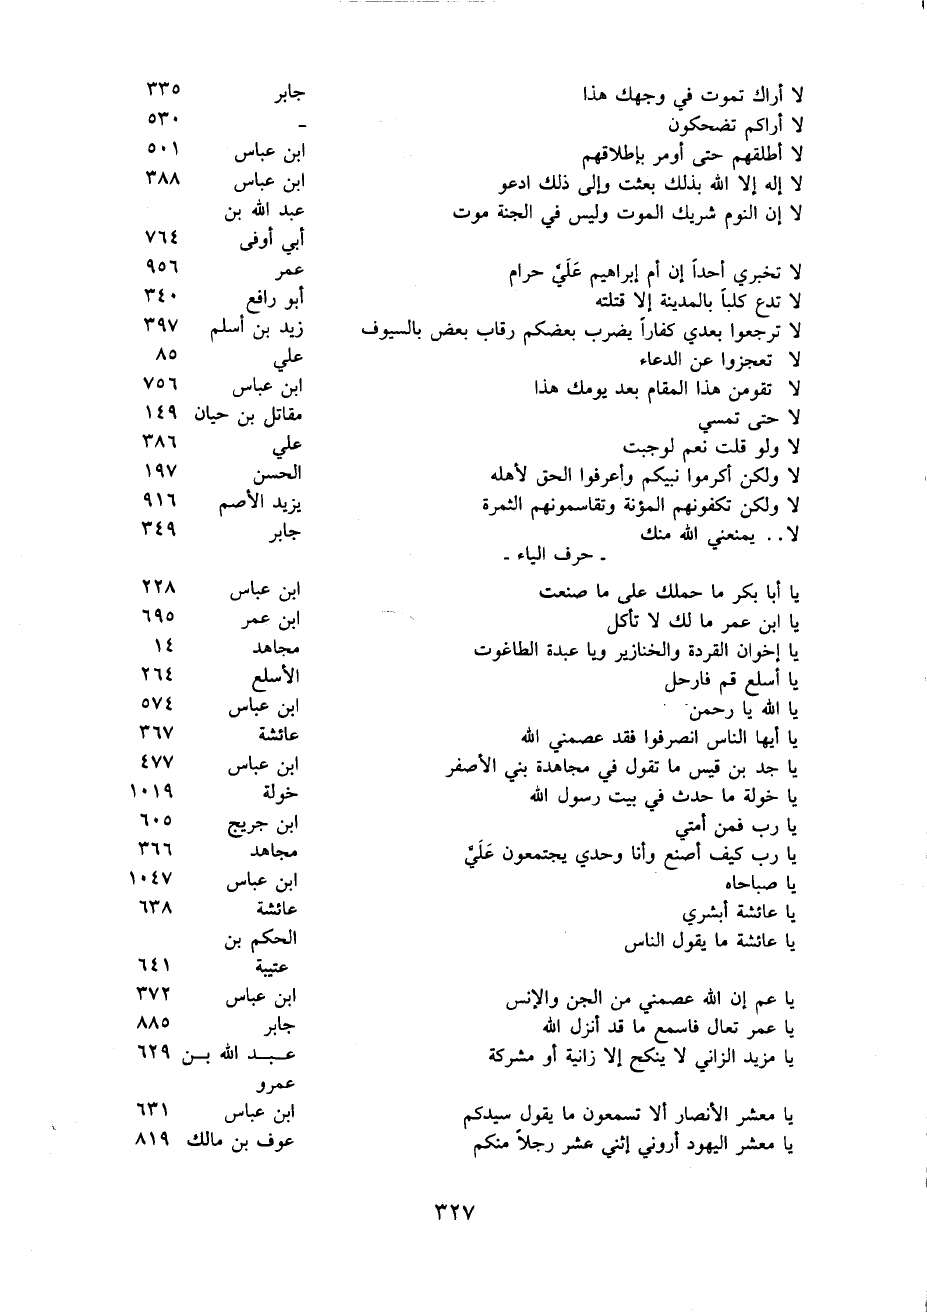 لا أراك تموت في وجهك هذا جابر ٣٣٥
لا أراكم تضحكون - ٥٣٠
لا أطلقهم حتى أومر بإطلاقهم ابن عباس ٥٠١
لا إله إلا الله بذلك بعثت وإلى ذلك ادعو ابن عباس ٣٨٨
لا إن النوم شريك الموت وليس في الجنة موت عبد الله بن
أبي أوفى ٧٦٤
لا تخبري أحداً إن أم إبراهيم عَلَيَّ حرام عمر ٩٥٦
لا تدع كلباً بالمدينة إلا قتلته أبو رافع ٣٤٠
لا ترجعوا بعدي كفاراً يضرب بعضكم رقاب بعض بالسيوف زيد بن أسلم ٣٩٧
لا تعجزوا عن الدعاء علي ٨٥
لا تقومن هذا المقام بعد يومك هذا ابن عباس ٧٥٦
لا حتى تمسي مقاتل بن حيان ١٤٩
لا ولو قلت نعم لوجبت علي ٣٨٦
لا ولكن أكرموا نبيكم وأعرفوا الحق لأهله الحسن ١٩٧
لا ولكن تكفونهم المؤنة وتقاسمونهم الثمرة يزيد الأصم ٩١٦
لا.. يمنعني الله منك جابر ٣٤٩
- حرف الياء -
يا أبا بكر ما حملك على ما صنعت ابن عباس ٢٢٨
يا ابن عمر ما لك لا تأكل ابن عمر ٦٩٥
يا إخوان القردة والخنازير ويا عبدة الطاغوت مجاهد ١٤
يا أسلع قم فارحل الأسلع ٢٦٤
يا الله يا رحمن ابن عباس ٥٧٤
يا أيها الناس انصرفوا فقد عصمني الله عائشة ٣٦٧
يا جد بن قيس ما تقول في مجاهدة بني الأصفر ابن عباس ٤٧٧
يا خولة ما حدث في بيت رسول الله خولة ١٠١٩
يا رب فمن أمتي ابن جريج ٦٠٥
يا رب كيف أصنع وأنا وحدي يجتمعون عَلَيَّ مجاهد ٣٦٦
يا صباحاه ابن عباس ١٠٤٧
يا عائشة أبشري عائشة ٦٣٨
يا عائشة ما يقول الناس الحكم بن
عتيبة ٦٤١
يا عم إن الله عصمني من الجن والإنس ابن عباس ٣٧٢
يا عمر تعال فاسمع ما قد أنزل الله جابر ٨٨٥
يا مزيد الزاني لا ينكح إلا زانية أو مشركة عبد الله بن ٦٢٩
عمرو
يا معشر الأنصار ألا تسمعون ما يقول سيدكم ابن عباس ٦٣١
يا معشر اليهود أروني إثني عشر رجلاً منكم عوف بن مالك ٨١٩
٣٢٧